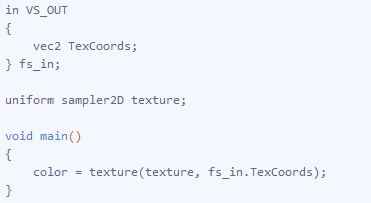 in VS_OUT
{
    vec2 TexCoords;
} fs_in;

uniform sampler2D texture;

void main()
{
    color = texture(texture, fs_in.TexCoords);
}